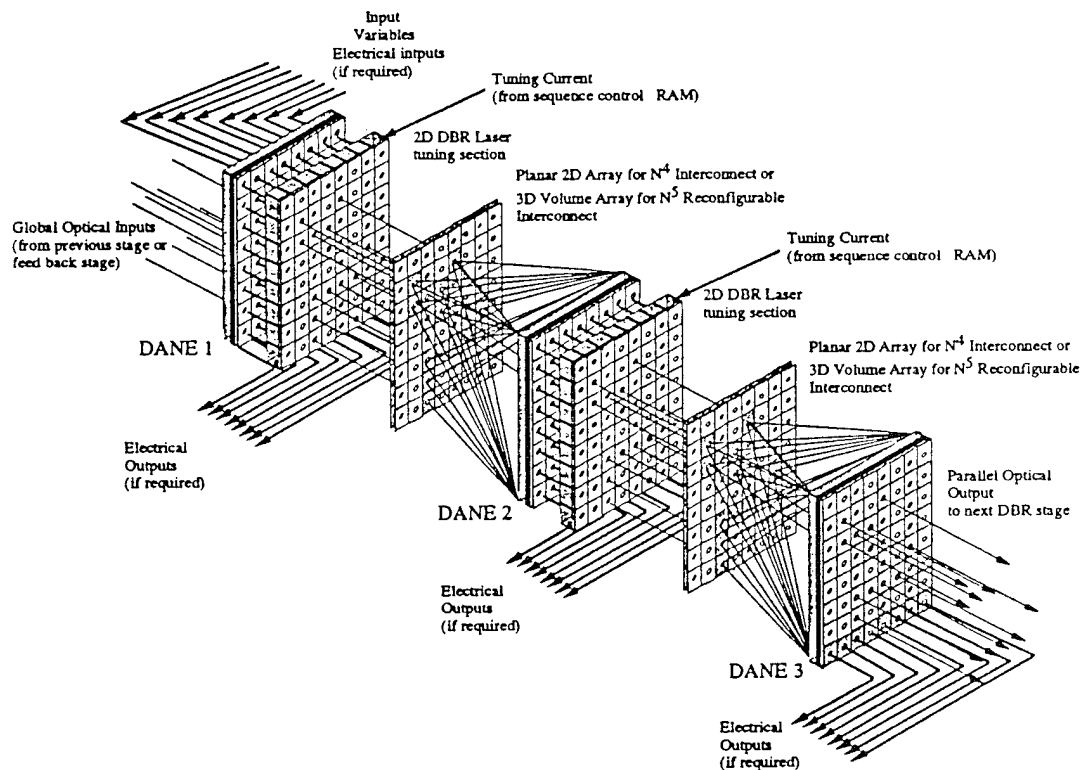 Input
Variables
Electrical intputs
(if required)
Tuning Current
(from sequence control RAM)
2D DBR Laser
tuning section
Planar 2D Array for N⁴ Interconnect or
3D Volume Array for N⁵ Reconfigurable
Interconnect
Global Optical Inputs
(from previous stage or
feed back stage)
Tuning Current
(from sequence control RAM)
2D DBR Laser
tuning section
DANE 1
Planar 2D Array for N⁴ Interconnect or
3D Volume Array for N⁵ Reconfigurable
Interconnect
Electrical
Outputs
(if required)
Parallel Optical
Output
to next DBR stage
DANE 2
Electrical
Outputs
(if required)
DANE 3
Electrical
Outputs
(if required)